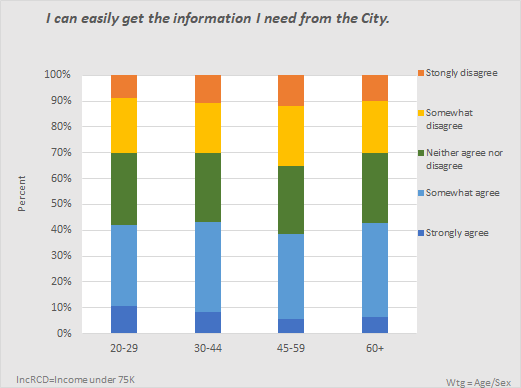 I can easily get the information I need from the City.
100%
90%
80%
70%
60%
50%
40%
30%
20%
10%
0%
Percent
20-29
30-44
45-59
60+
Stongly disagree
Somewhat
disagree
Neither agree nor
disagree
Somewhat agree
Strongly agree
IncRCD=Income under 75K
Wtg = Age/Sex